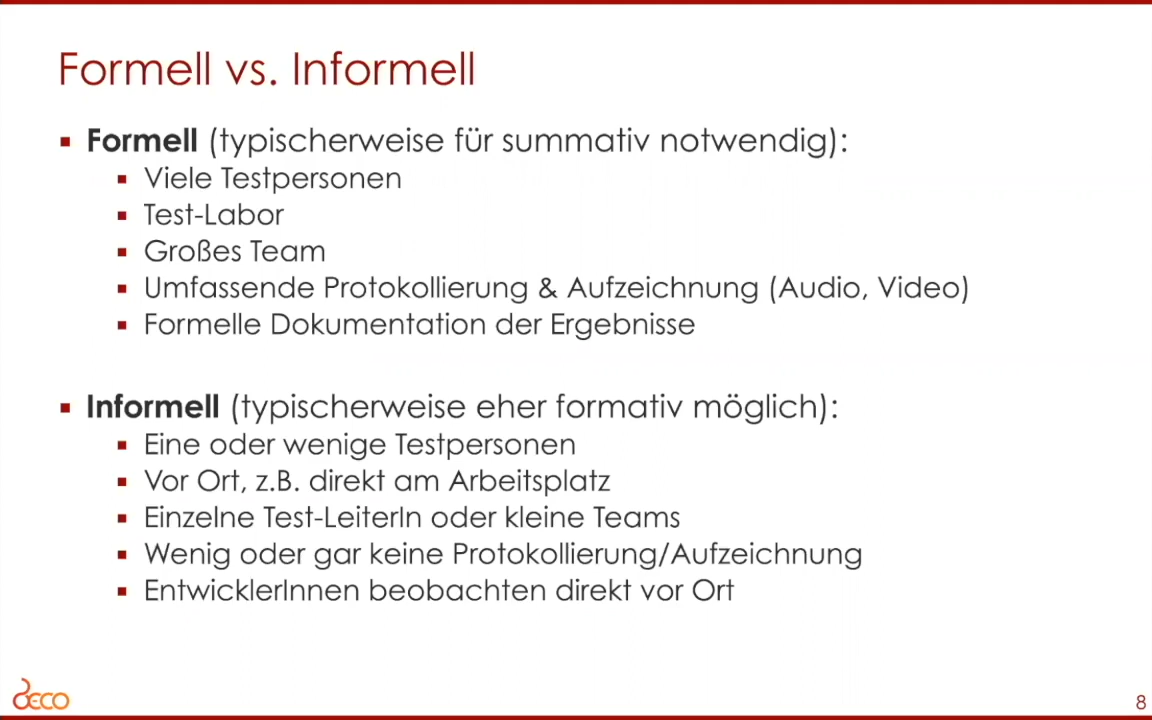 Formell vs. Informell
▪ Formell (typischerweise für summativ notwendig):
▪ Viele Testpersonen
▪ Test-Labor
▪ Großes Team
▪ Umfassende Protokollierung & Aufzeichnung (Audio, Video)
▪ Formelle Dokumentation der Ergebnisse
▪ Informell (typischerweise eher formativ möglich):
▪ Eine oder wenige Testpersonen
▪ Vor Ort, z.B. direkt am Arbeitsplatz
▪ Einzelne Test-LeiterIn oder kleine Teams
▪ Wenig oder gar keine Protokollierung/Aufzeichnung
▪ EntwicklerInnen beobachten direkt vor Ort
DECO
8